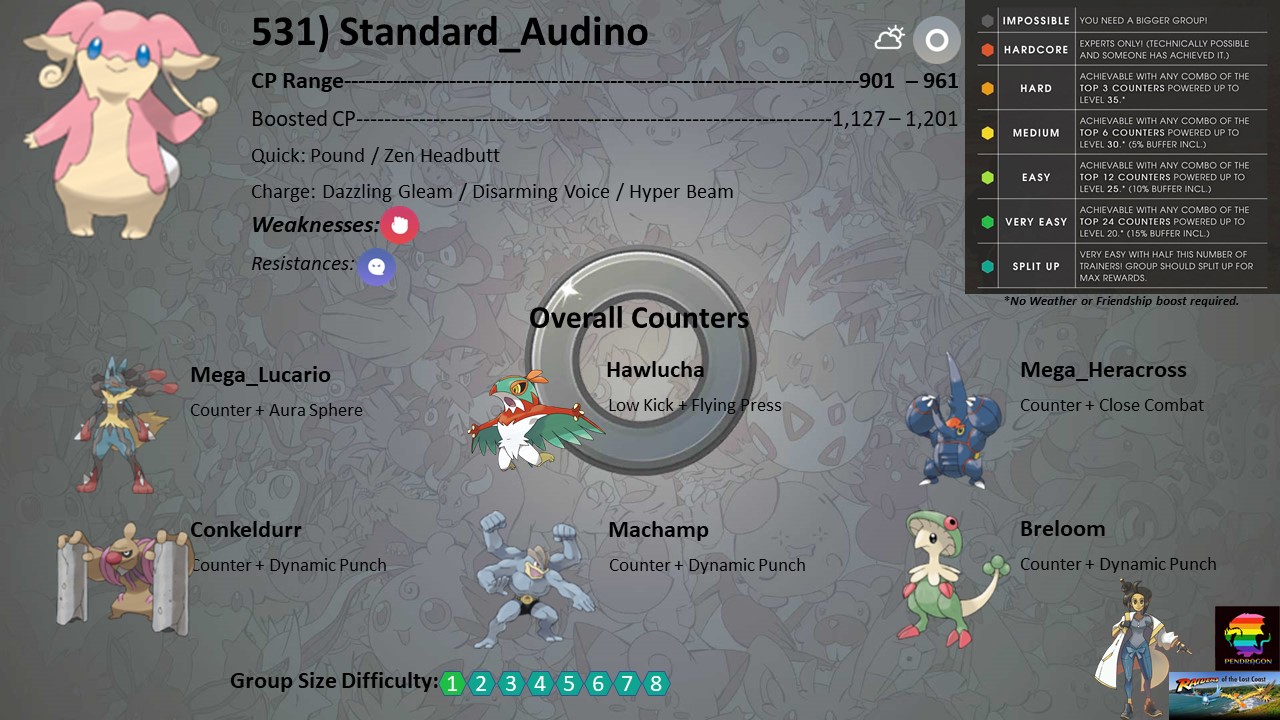 531) Standard_Audino
CP Range--------------------------------------------------------------------------901 – 961
Boosted CP--------------------------------------------------------------------1,127 – 1,201
Quick: Pound / Zen Headbutt
Charge: Dazzling Gleam / Disarming Voice / Hyper Beam
Weaknesses:
Resistances:
IMPOSSIBLE YOU NEED A BIGGER GROUP!
HARDCORE EXPERTS ONLY! (TECHNICALLY POSSIBLE
AND SOMEONE HAS ACHIEVED IT.)
HARD ACHIEVABLE WITH ANY COMBO OF THE
TOP 3 COUNTERS POWERED UP TO
LEVEL 35.*
MEDIUM ACHIEVABLE WITH ANY COMBO OF THE
TOP 6 COUNTERS POWERED UP TO
LEVEL 30.* (5% BUFFER INCL.)
EASY ACHIEVABLE WITH ANY COMBO OF THE
TOP 12 COUNTERS POWERED UP TO
LEVEL 25.* (10% BUFFER INCL.)
VERY EASY ACHIEVABLE WITH ANY COMBO OF THE
TOP 24 COUNTERS POWERED UP TO
LEVEL 20.* (15% BUFFER INCL.)
SPLIT UP VERY EASY WITH HALF THIS NUMBER OF
TRAINERS! GROUP SHOULD SPLIT UP FOR
MAX REWARDS.
*No Weather or Friendship boost required.
Overall Counters
Mega_Lucario
Counter + Aura Sphere
Hawlucha
Low Kick + Flying Press
Mega_Heracross
Counter + Close Combat
Conkeldurr
Counter + Dynamic Punch
Machamp
Counter + Dynamic Punch
Breloom
Counter + Dynamic Punch
Group Size Difficulty: 1 2 3 4 5 6 7 8
PENDROGON
RAIDERS of the Lost Coast